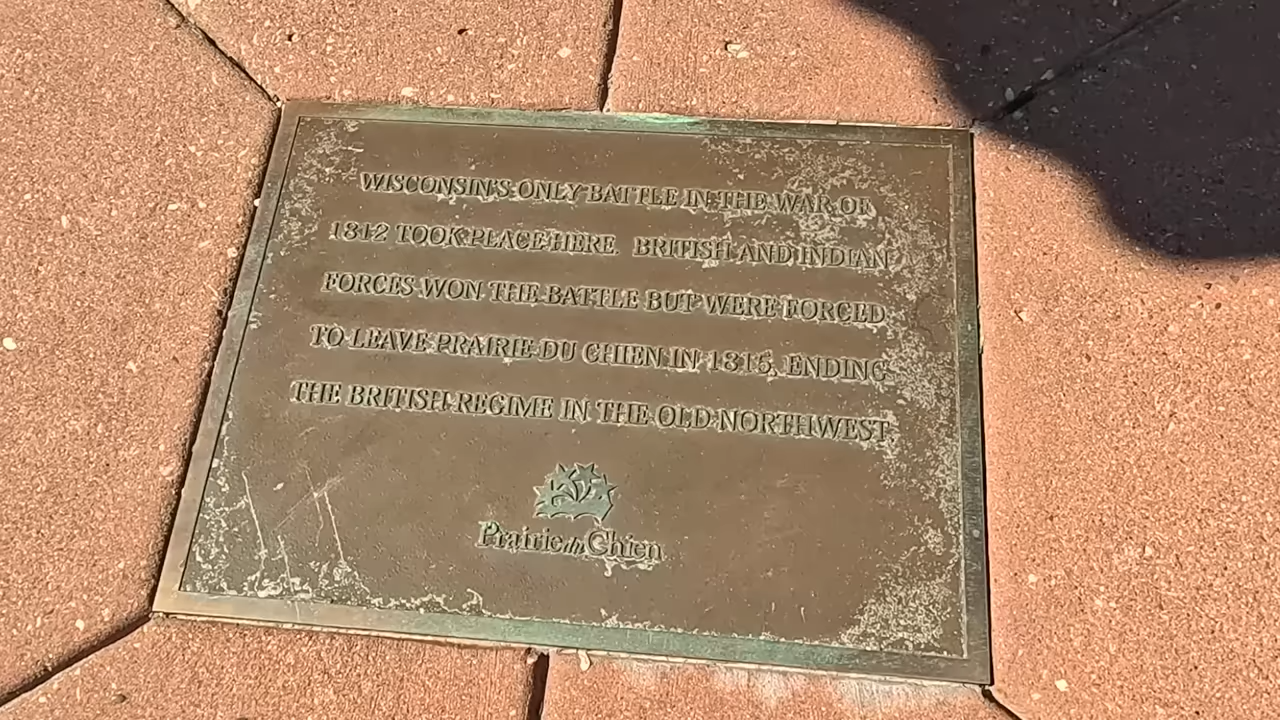 WISCONSIN'S ONLY BATTLE IN THE WAR OF
1812 TOOK PLACE HERE. BRITISH AND INDIAN
FORCES WON THE BATTLE BUT WERE FORCED
TO LEAVE PRAIRIE DU CHIEN IN 1815, ENDING
THE BRITISH REGIME IN THE OLD NORTHWEST.
Prairie du Chien